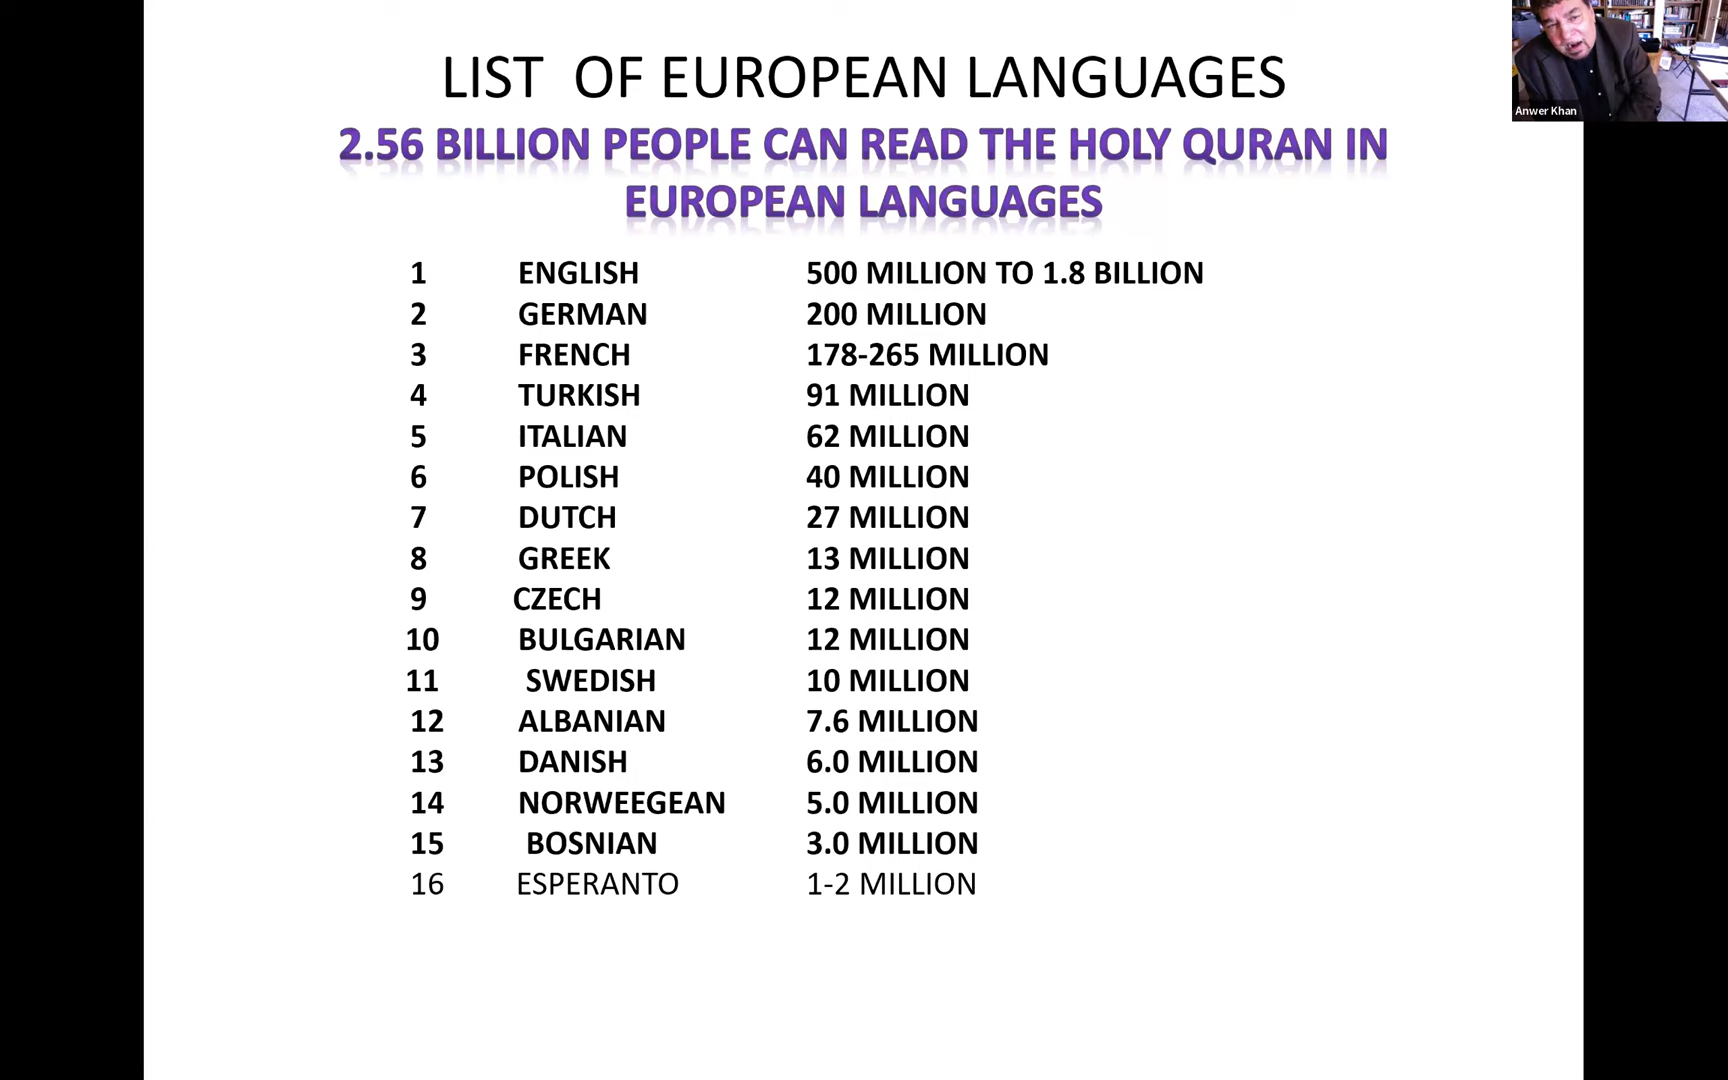 LIST OF EUROPEAN LANGUAGES
2.56 BILLION PEOPLE CAN READ THE HOLY QURAN IN
EUROPEAN LANGUAGES
1 ENGLISH 500 MILLION TO 1.8 BILLION
2 GERMAN 200 MILLION
3 FRENCH 178-265 MILLION
4 TURKISH 91 MILLION
5 ITALIAN 62 MILLION
6 POLISH 40 MILLION
7 DUTCH 27 MILLION
8 GREEK 13 MILLION
9 CZECH 12 MILLION
10 BULGARIAN 12 MILLION
11 SWEDISH 10 MILLION
12 ALBANIAN 7.6 MILLION
13 DANISH 6.0 MILLION
14 NORWEEGEAN 5.0 MILLION
15 BOSNIAN 3.0 MILLION
16 ESPERANTO 1-2 MILLION
Anwer Khan